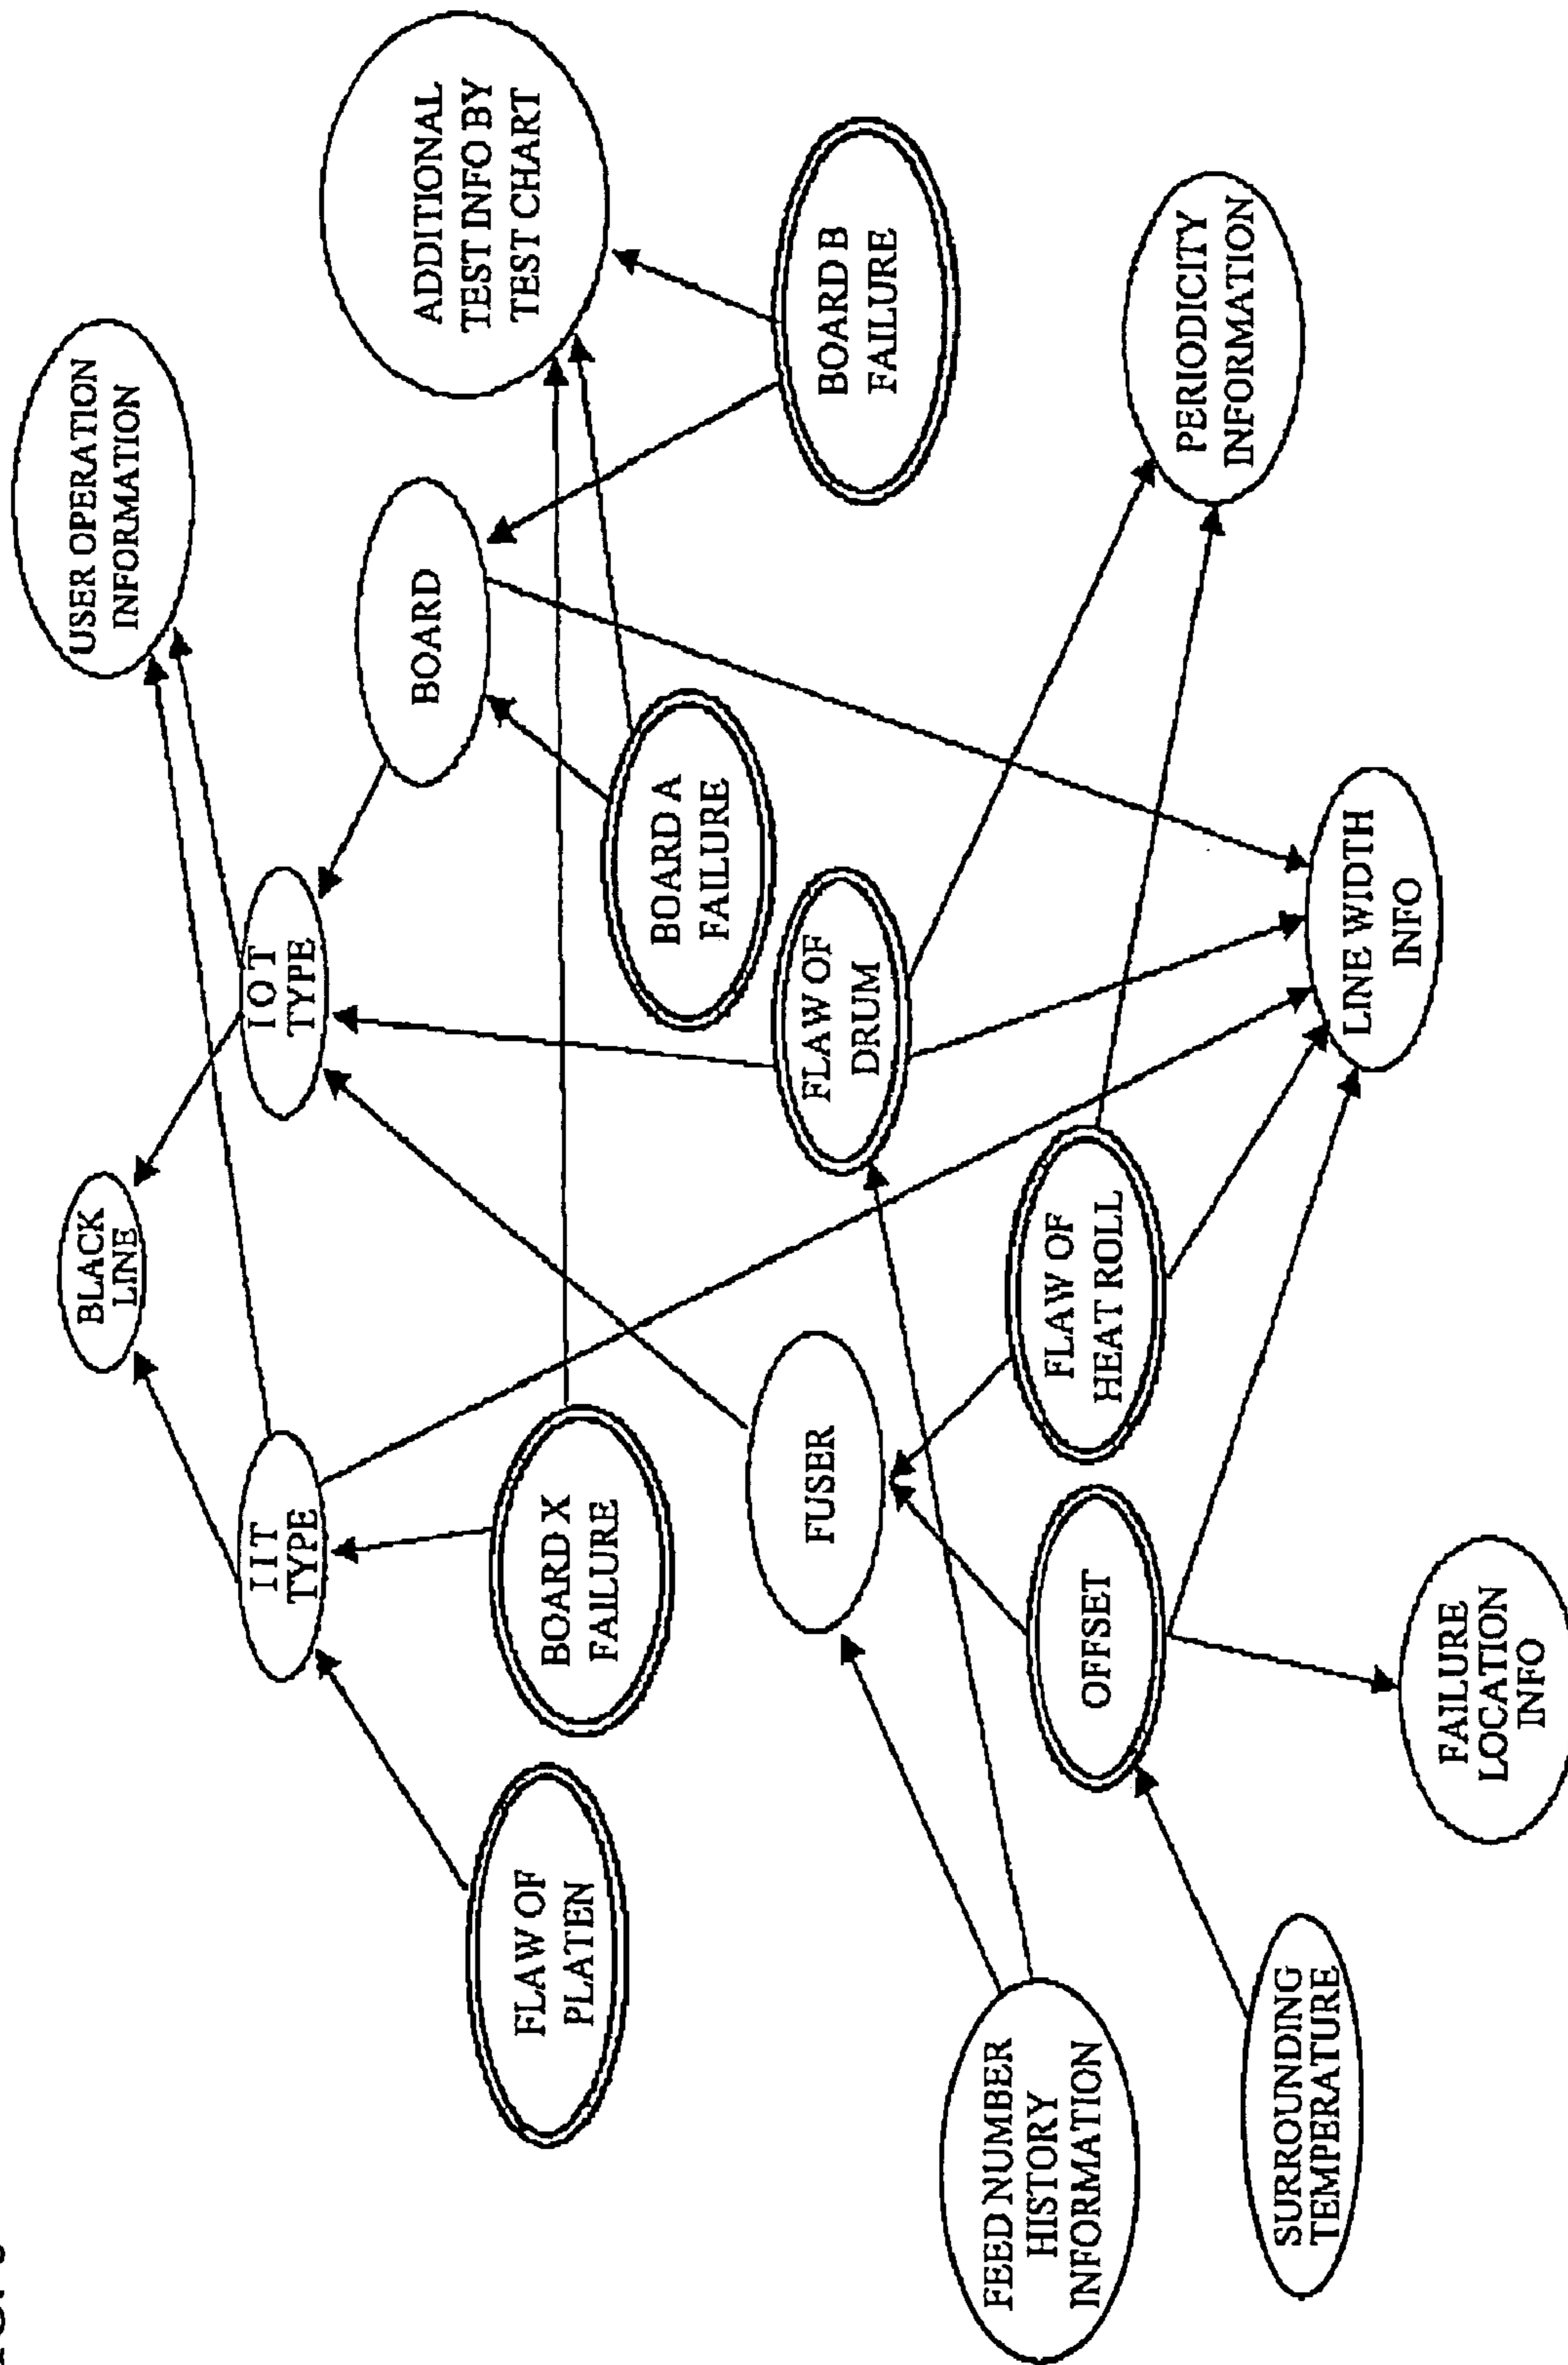 BLACK
LINE
USER OPERATION
INFORMATION
IIT
TYPE
IOT
TYPE
BOARD
ADDITIONAL
TEST INFO BY
TEST CHART
FLAW OF
PLATEN
BOARD X
FAILURE
BOARD A
FAILURE
FUSER
FLAW OF
DRUM
BOARD B
FAILURE
FEED NUMBER
HISTORY
INFORMATION
OFFSET
FLAW OF
HEAT ROLL
PERIODICITY
INFORMATION
SURROUNDING
TEMPERATURE
FAILURE
LOCATION
INFO
LINE WIDTH
INFO